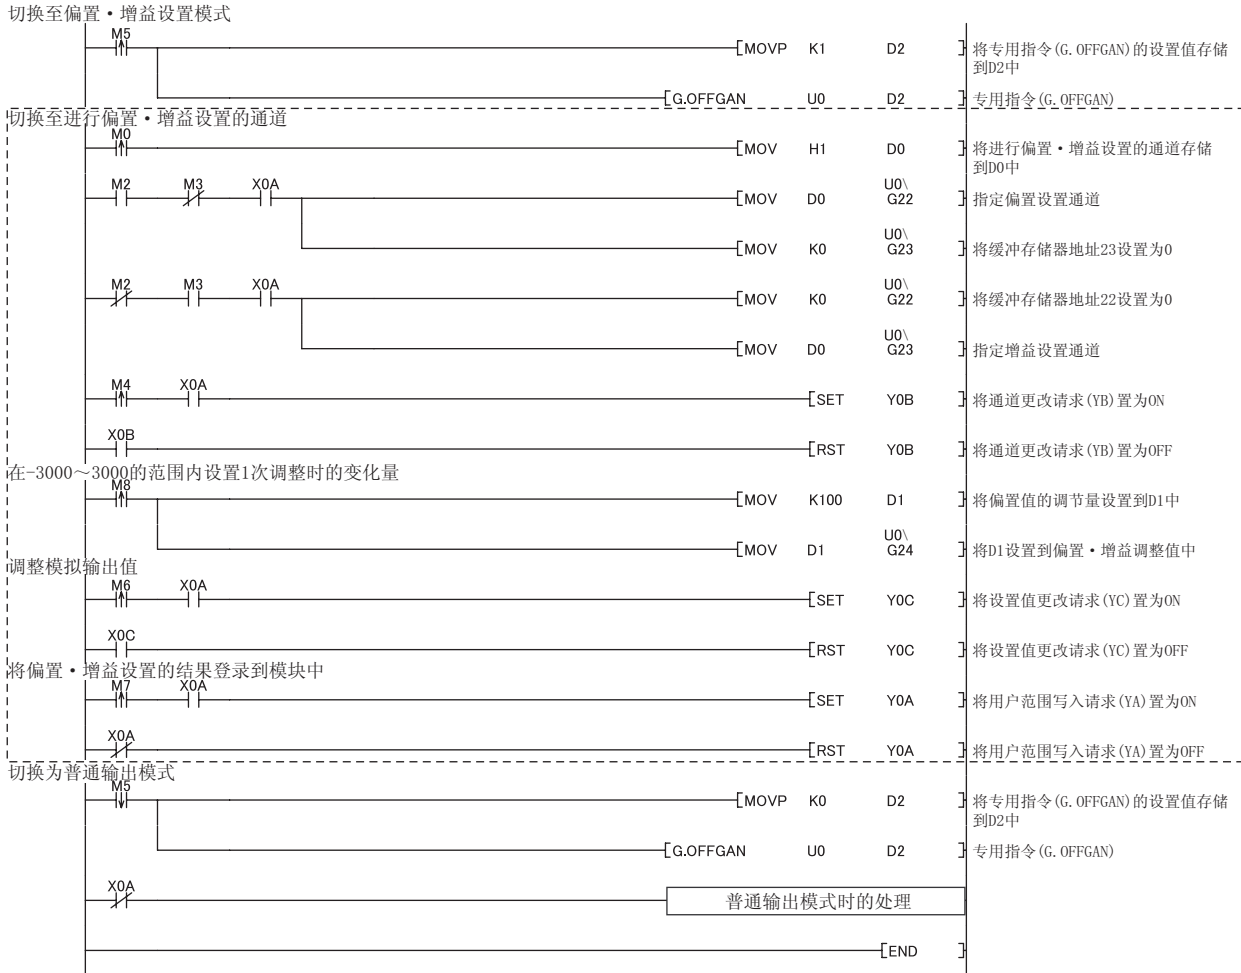 切换至偏置・增益设置模式
M5
[MOVP K1 D2 ] 将专用指令(G.OFFGAN)的设置值存储
到D2中
[G.OFFGAN U0 D2 ] 专用指令(G.OFFGAN)
切换至进行偏置・增益设置的通道
M0
[MOV H1 D0 ] 将进行偏置・增益设置的通道存储
到D0中
M2 M3 X0A
[MOV D0 U0\
G22 ] 指定偏置设置通道
[MOV K0 U0\
G23 ] 将缓冲存储器地址23设置为0
M2 M3 X0A
[MOV K0 U0\
G22 ] 将缓冲存储器地址22设置为0
[MOV D0 U0\
G23 ] 指定增益设置通道
M4 X0A
[SET Y0B ] 将通道更改请求(YB)置为ON
X0B
[RST Y0B ] 将通道更改请求(YB)置为OFF
在-3000～3000的范围内设置1次调整时的变化量
M8
[MOV K100 D1 ] 将偏置值的调节量设置到D1中
[MOV D1 U0\
G24 ] 将D1设置到偏置・增益调整值中
调整模拟输出值
M6 X0A
[SET Y0C ] 将设置值更改请求(YC)置为ON
X0C
[RST Y0C ] 将设置值更改请求(YC)置为OFF
将偏置・增益设置的结果登录到模块中
M7 X0A
[SET Y0A ] 将用户范围写入请求(YA)置为ON
X0A
[RST Y0A ] 将用户范围写入请求(YA)置为OFF
切换为普通输出模式
M5
[MOVP K0 D2 ] 将专用指令(G.OFFGAN)的设置值存储
到D2中
[G.OFFGAN U0 D2 ] 专用指令(G.OFFGAN)
X0A
普通输出模式时的处理
[END ]